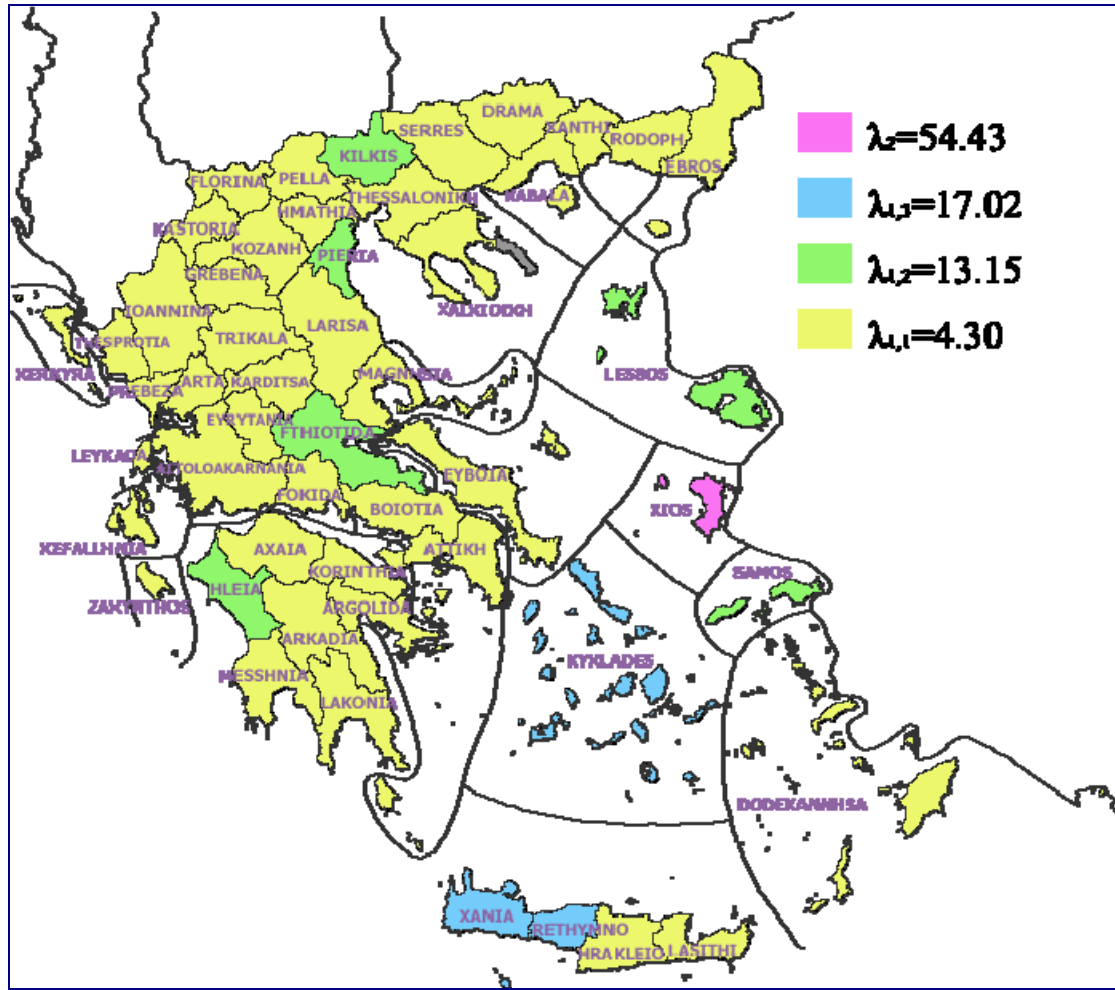 DRAMA
SERRES
XANTHI
RODOPH
KILKIS
EBROS
FLORINA
PELLA
THESSALONIKH
KABALA
HMATHIA
KASTORIA
KOZANH
PIERIA
GREBENA
XALKIDIKH
IOANNINA
LARISA
THESPROTIA
TRIKALA
XERKYRA
MAGNHSIA
LESBOS
PREBEZA
ARTA
KARDITSA
EYRYTANIA
FTHIOTIDA
LEYKADA
AITOLOAKARNANIA
EYBOIA
FOKIDA
BOIOTIA
XIOS
XEFALLHNIA
AXAIA
ATTIKH
KORINTHIA
SAMOS
HLEIA
ZAKYNTHOS
ARGOLIDA
ARKADIA
KYKLADES
MESSHNIA
LAKONIA
DODEKANNHSA
XANIA
RETHYMNO
HRAKLEIO
LASITHI
λ2=54.43
λ1,3=17.02
λ1,2=13.15
λ1,1=4.30